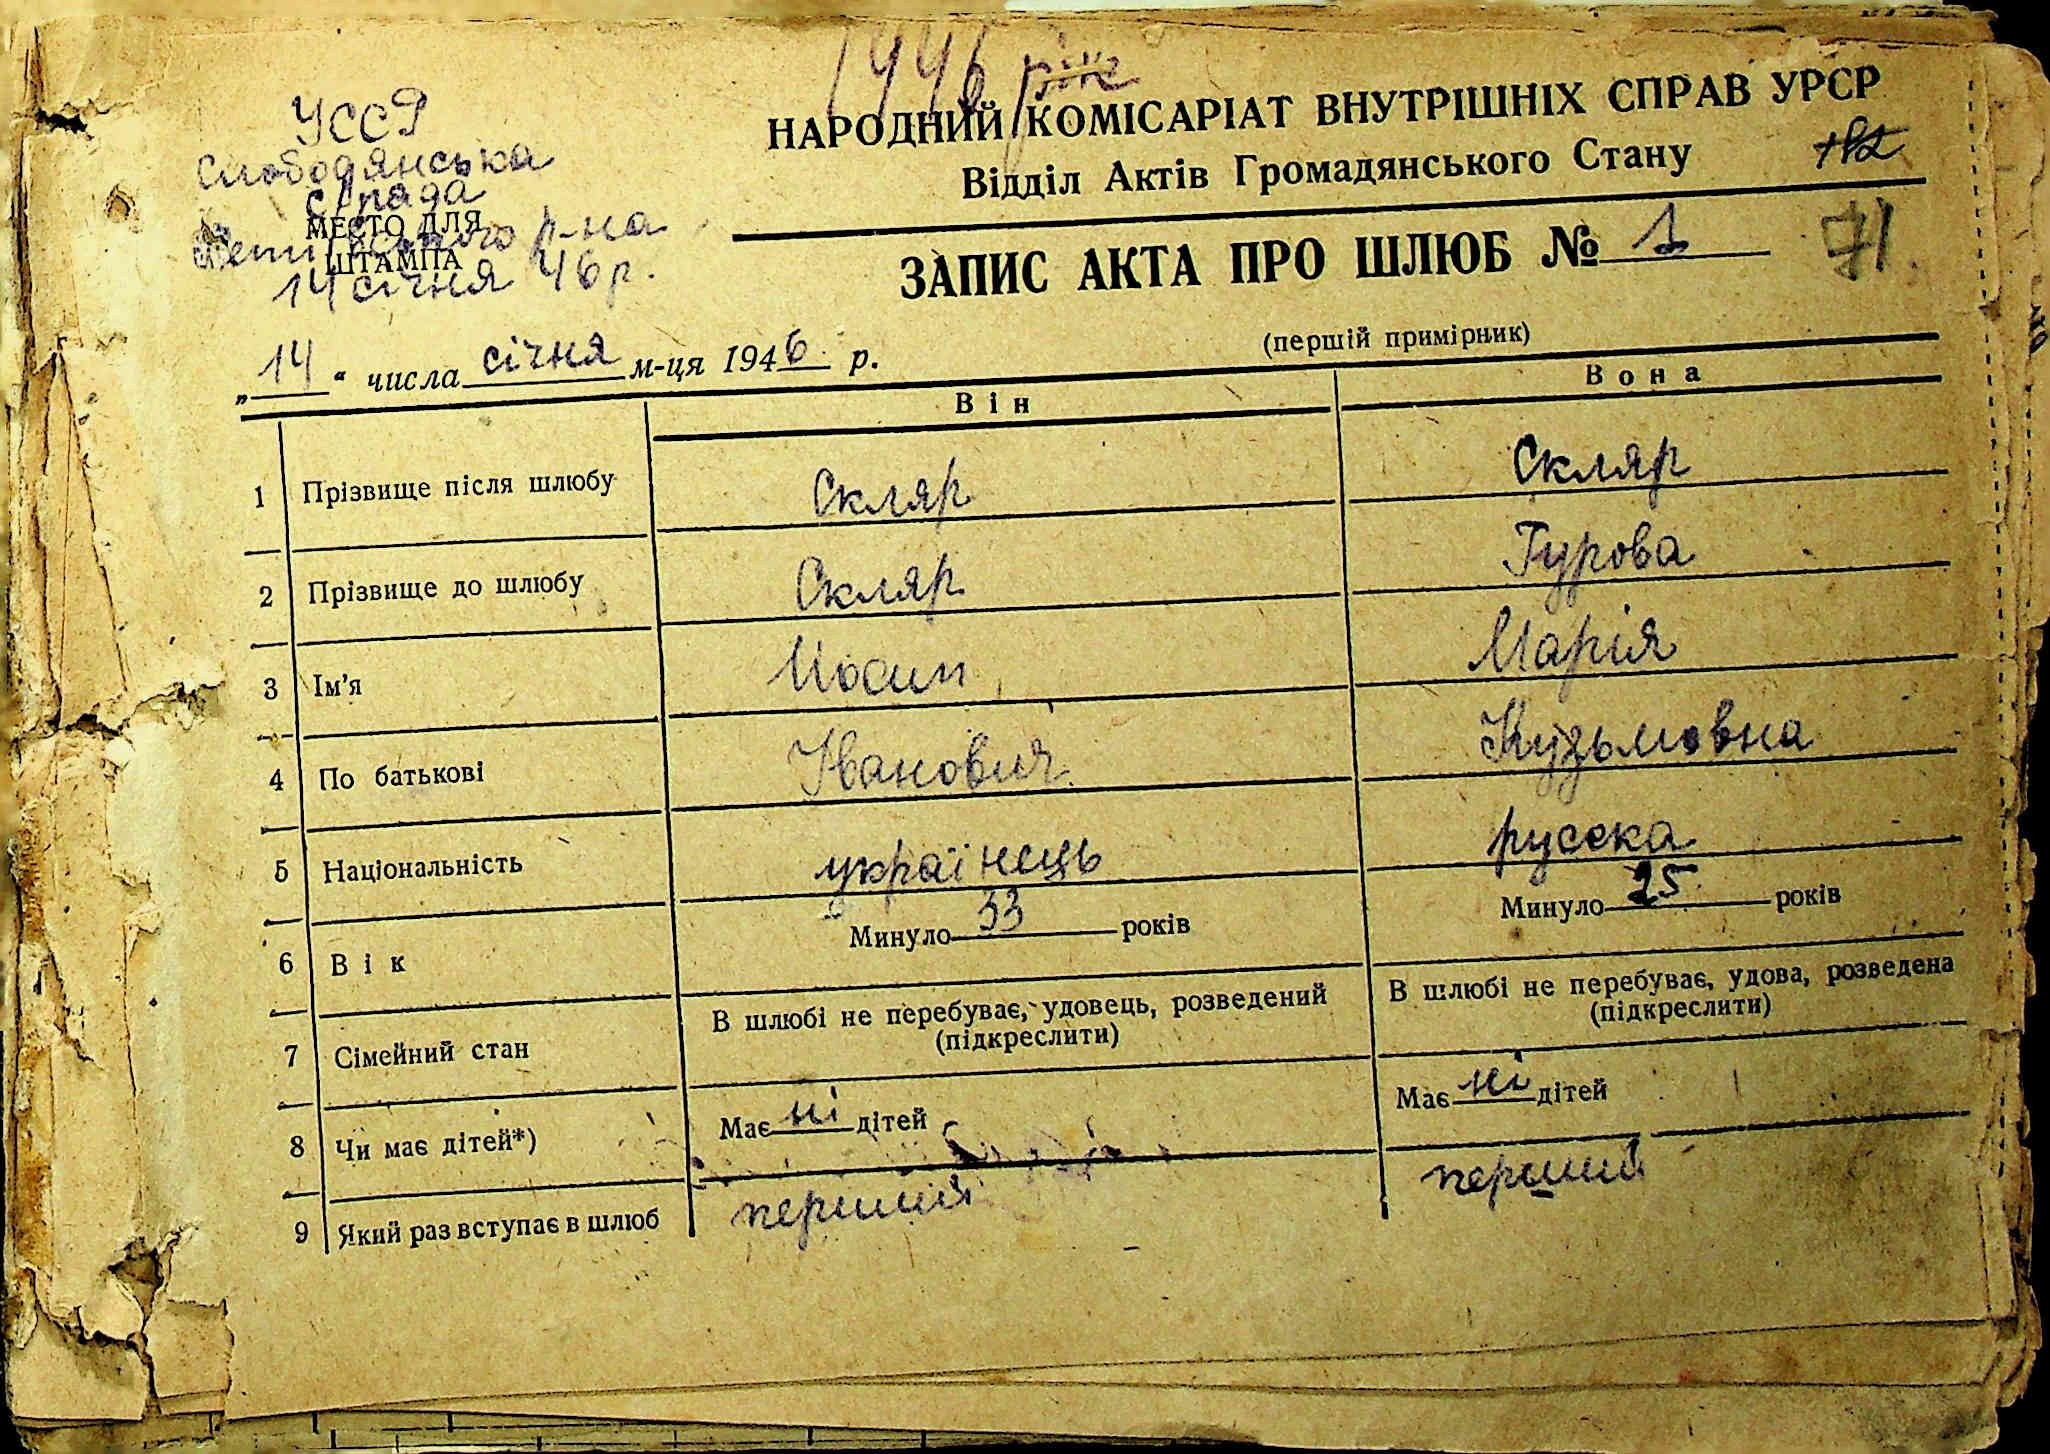 1946 рік
УССР
Слободянська
с/рада
р-на
14 січня 46 р.
МЕСТО ДЛЯ
ШТАМПА
НАРОДНИЙ КОМІСАРІАТ ВНУТРІШНІХ СПРАВ УРСР
Відділ Актів Громадянського Стану
ЗАПИС АКТА ПРО ШЛЮБ № 1
71.
(першій примірник)
„14“ числа січня м-ця 1946 р.
Він Вона
1 Прізвище після шлюбу Скляр Скляр
2 Прізвище до шлюбу Скляр Гурова
3 Ім'я Йосип Марія
4 По батькові Іванович Кузьмовна
5 Національність українець русска
6 Вік Минуло 33 років Минуло 25 років
7 Сімейний стан В шлюбі не перебуває, удовець, розведений (підкреслити) В шлюбі не перебуває, удова, розведена (підкреслити)
8 Чи має дітей*) Має ні дітей Має ні дітей
9 Який раз вступає в шлюб перший перший